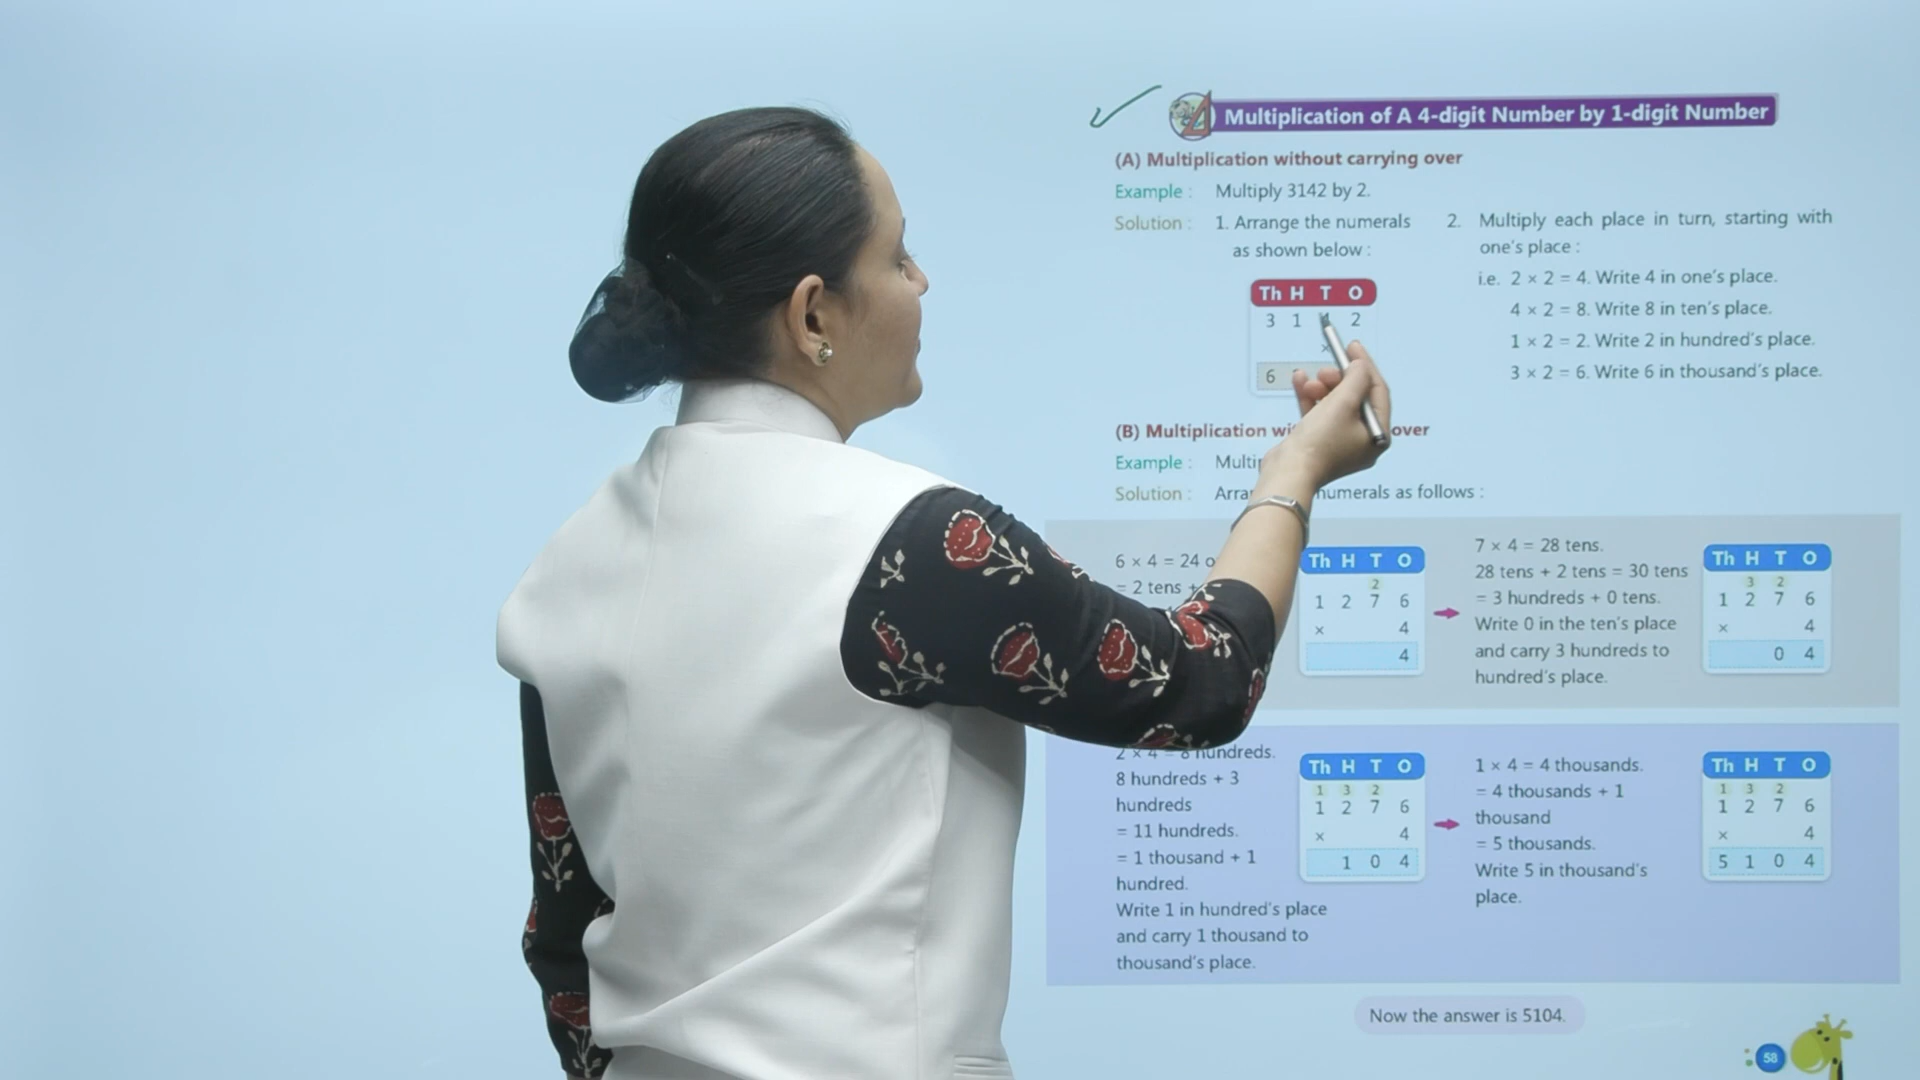 Multiplication of A 4-digit Number by 1-digit Number
(A) Multiplication without carrying over
Example : Multiply 3142 by 2.
Solution : 1. Arrange the numerals
as shown below :
Th H T O
3 1 2
×
6
2. Multiply each place in turn, starting with
one's place :
i.e. 2 × 2 = 4. Write 4 in one's place.
4 × 2 = 8. Write 8 in ten's place.
1 × 2 = 2. Write 2 in hundred's place.
3 × 2 = 6. Write 6 in thousand's place.
(B) Multiplication over
Example :
Solution : numerals as follows :
6 × 4 = 24
= 2 tens +
Th H T O
2
1 2 7 6
× 4
4
7 × 4 = 28 tens.
28 tens + 2 tens = 30 tens
= 3 hundreds + 0 tens.
Write 0 in the ten's place
and carry 3 hundreds to
hundred's place.
Th H T O
3 2
1 2 7 6
× 4
0 4
2 × 4 = 8 hundreds.
8 hundreds + 3
hundreds
= 11 hundreds.
= 1 thousand + 1
hundred.
Write 1 in hundred's place
and carry 1 thousand to
thousand's place.
Th H T O
1 3 2
1 2 7 6
× 4
1 0 4
1 × 4 = 4 thousands.
= 4 thousands + 1
thousand
= 5 thousands.
Write 5 in thousand's
place.
Th H T O
1 3 2
1 2 7 6
× 4
5 1 0 4
Now the answer is 5104.
58